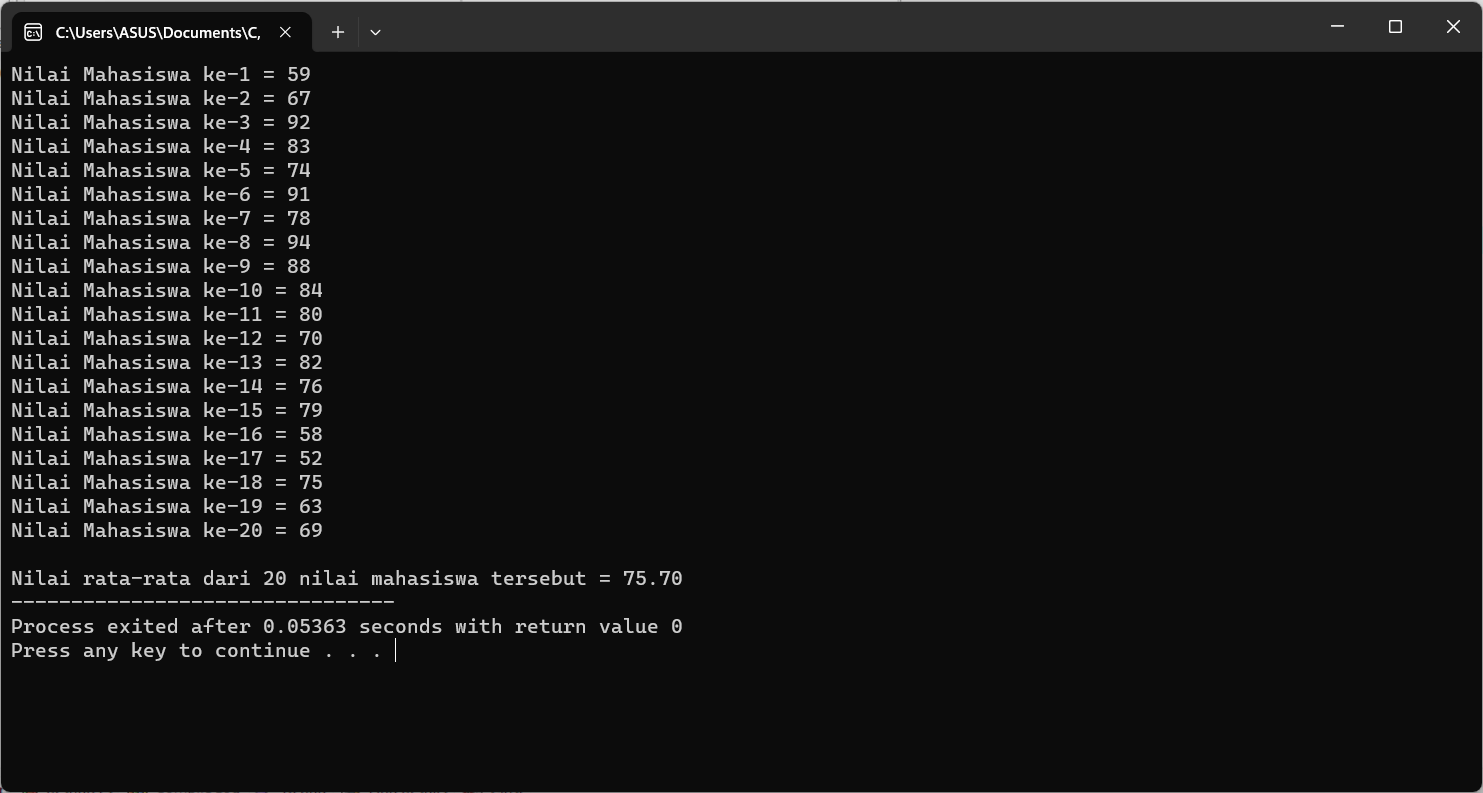 C:\Users\ASUS\Documents\C,
Nilai Mahasiswa ke-1 = 59
Nilai Mahasiswa ke-2 = 67
Nilai Mahasiswa ke-3 = 92
Nilai Mahasiswa ke-4 = 83
Nilai Mahasiswa ke-5 = 74
Nilai Mahasiswa ke-6 = 91
Nilai Mahasiswa ke-7 = 78
Nilai Mahasiswa ke-8 = 94
Nilai Mahasiswa ke-9 = 88
Nilai Mahasiswa ke-10 = 84
Nilai Mahasiswa ke-11 = 80
Nilai Mahasiswa ke-12 = 70
Nilai Mahasiswa ke-13 = 82
Nilai Mahasiswa ke-14 = 76
Nilai Mahasiswa ke-15 = 79
Nilai Mahasiswa ke-16 = 58
Nilai Mahasiswa ke-17 = 52
Nilai Mahasiswa ke-18 = 75
Nilai Mahasiswa ke-19 = 63
Nilai Mahasiswa ke-20 = 69
Nilai rata-rata dari 20 nilai mahasiswa tersebut = 75.70
--------------------------------
Process exited after 0.05363 seconds with return value 0
Press any key to continue . . .